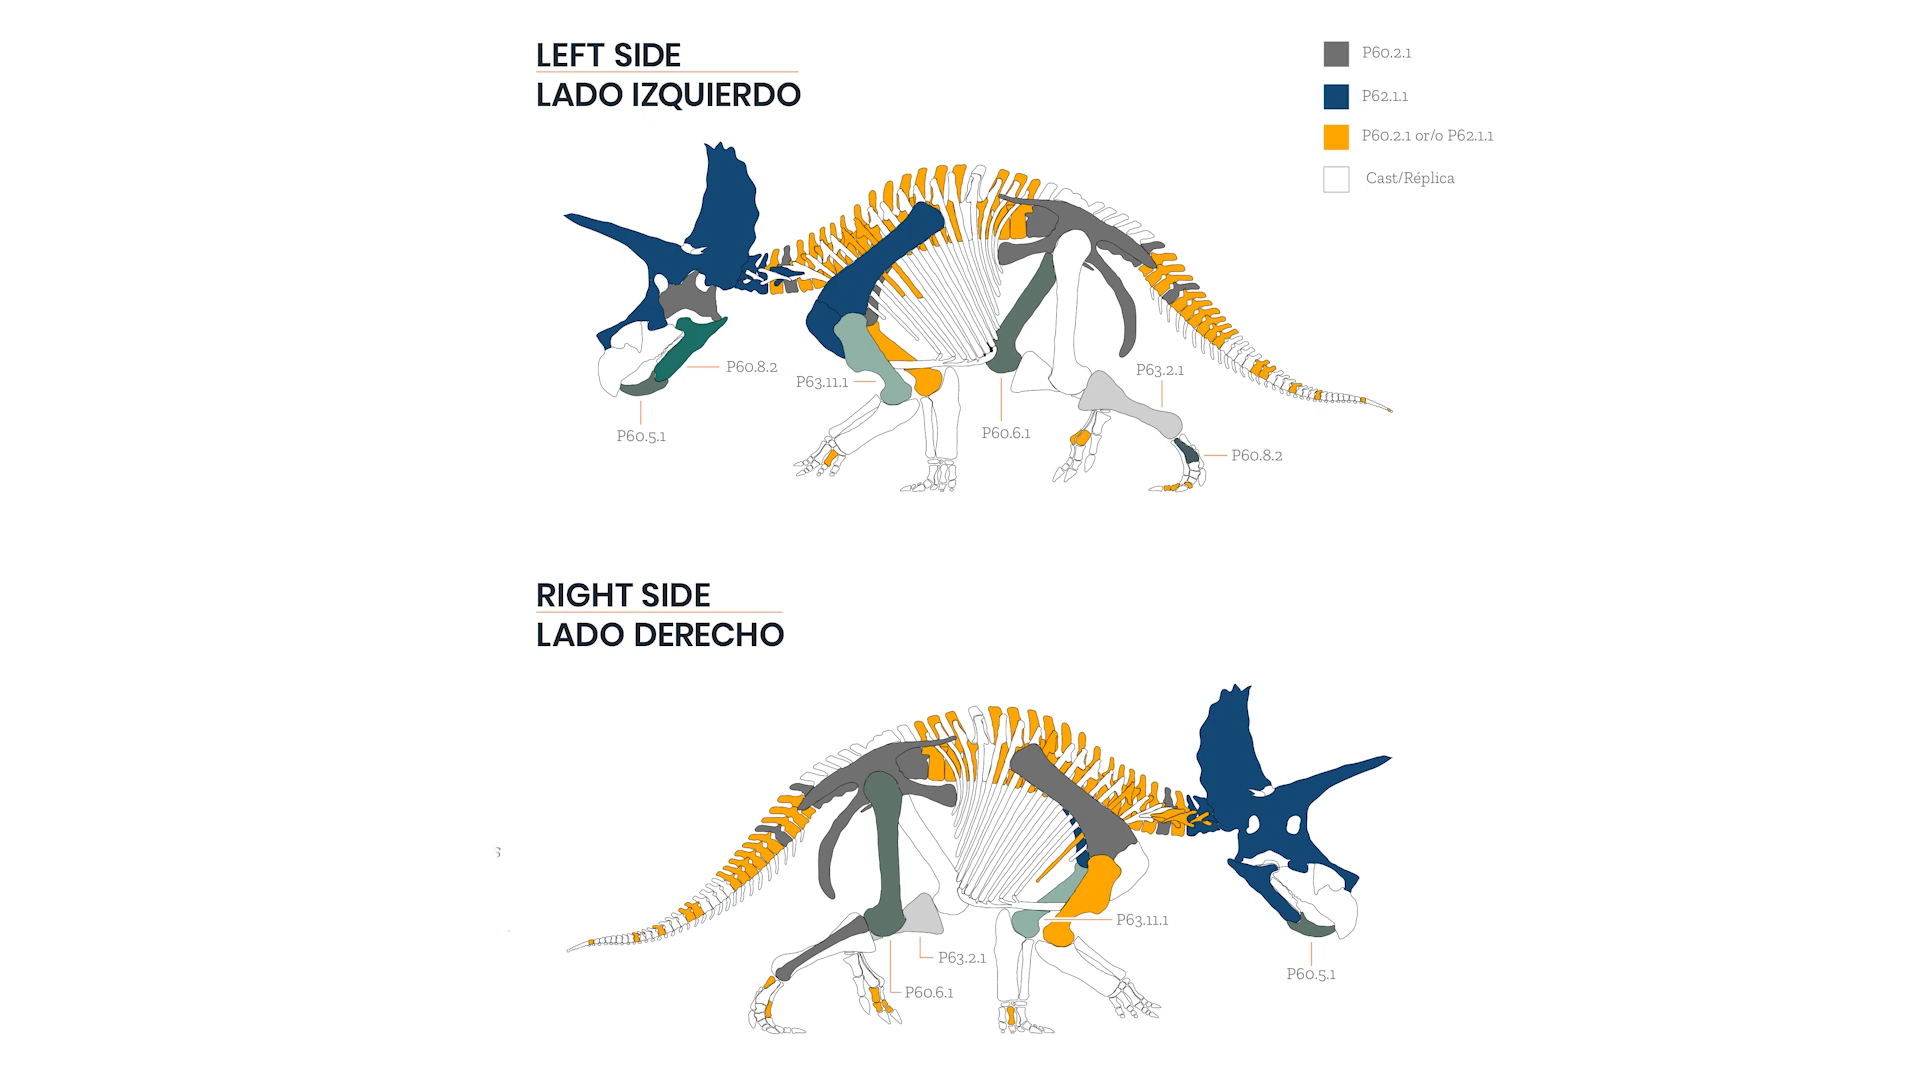 LEFT SIDE
LADO IZQUIERDO
P60.2.1
P62.1.1
P60.2.1 or/o P62.1.1
Cast/Réplica
P60.8.2
P63.11.1
P63.2.1
P60.5.1
P60.6.1
P60.8.2
RIGHT SIDE
LADO DERECHO
s
P63.11.1
P63.2.1
P60.5.1
P60.6.1